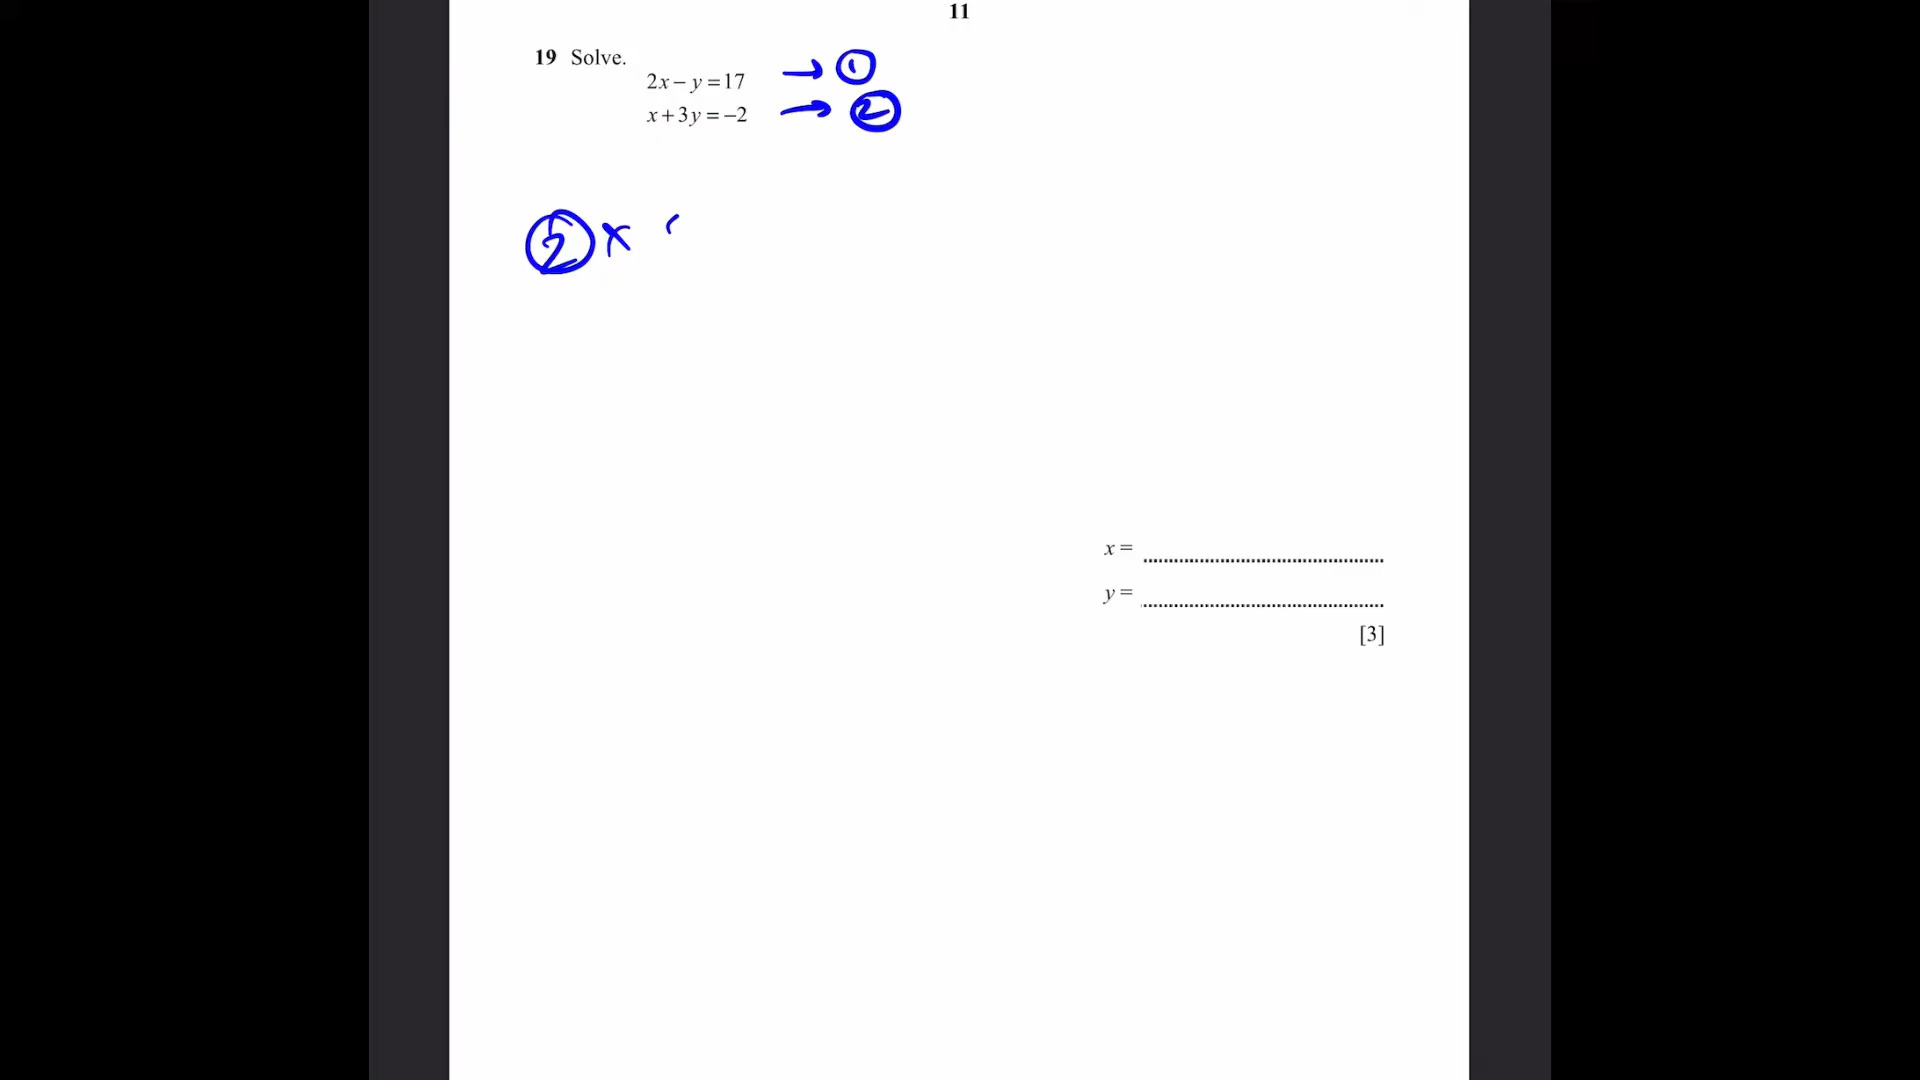 11
19 Solve.
2x − y = 17 → ①
x + 3y = −2 → ②
② ×
x = ................................................
y = ................................................
[3]